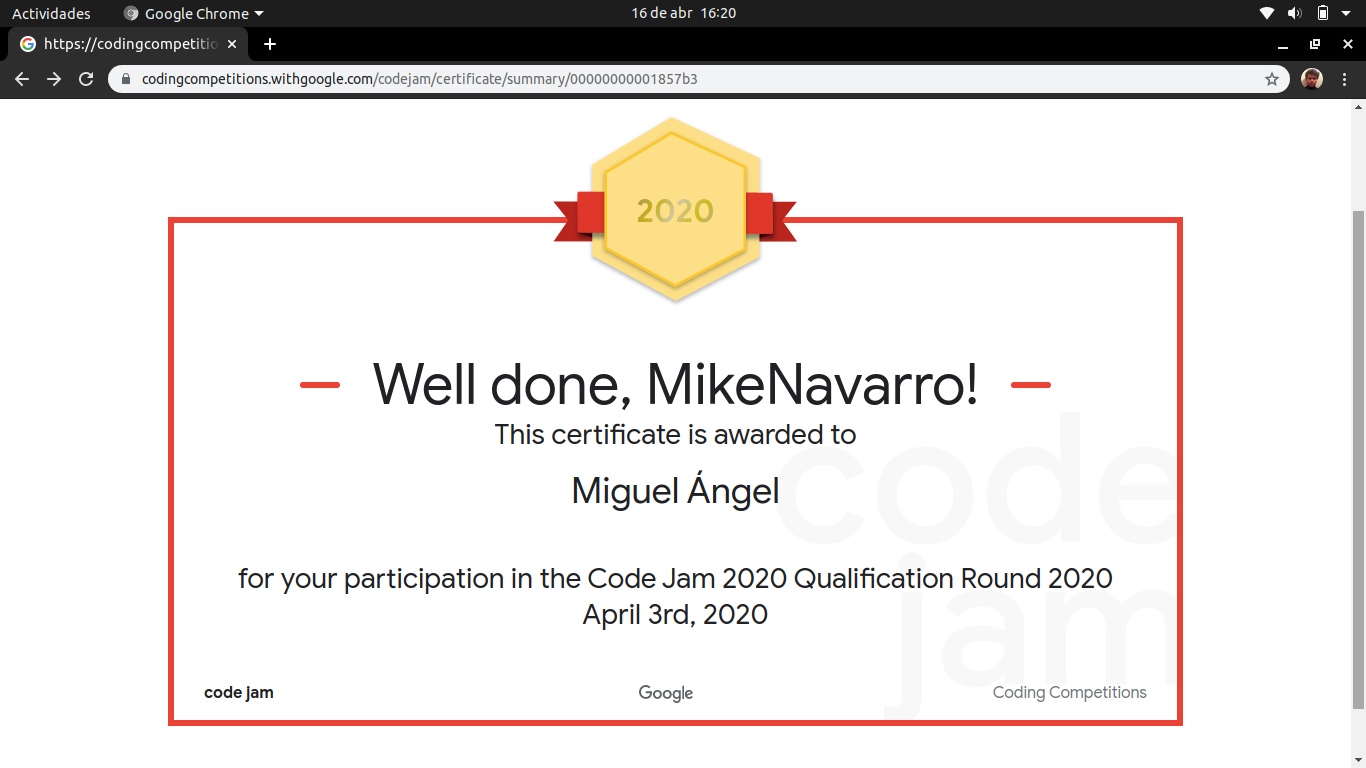 Actividades Google Chrome 16 de abr 16:20
https://codingcompetitio
codingcompetitions.withgoogle.com/codejam/certificate/summary/00000000001857b3
2020
Well done, MikeNavarro!
This certificate is awarded to
Miguel Ángel
for your participation in the Code Jam 2020 Qualification Round 2020
April 3rd, 2020
code
jam
code jam Google Coding Competitions